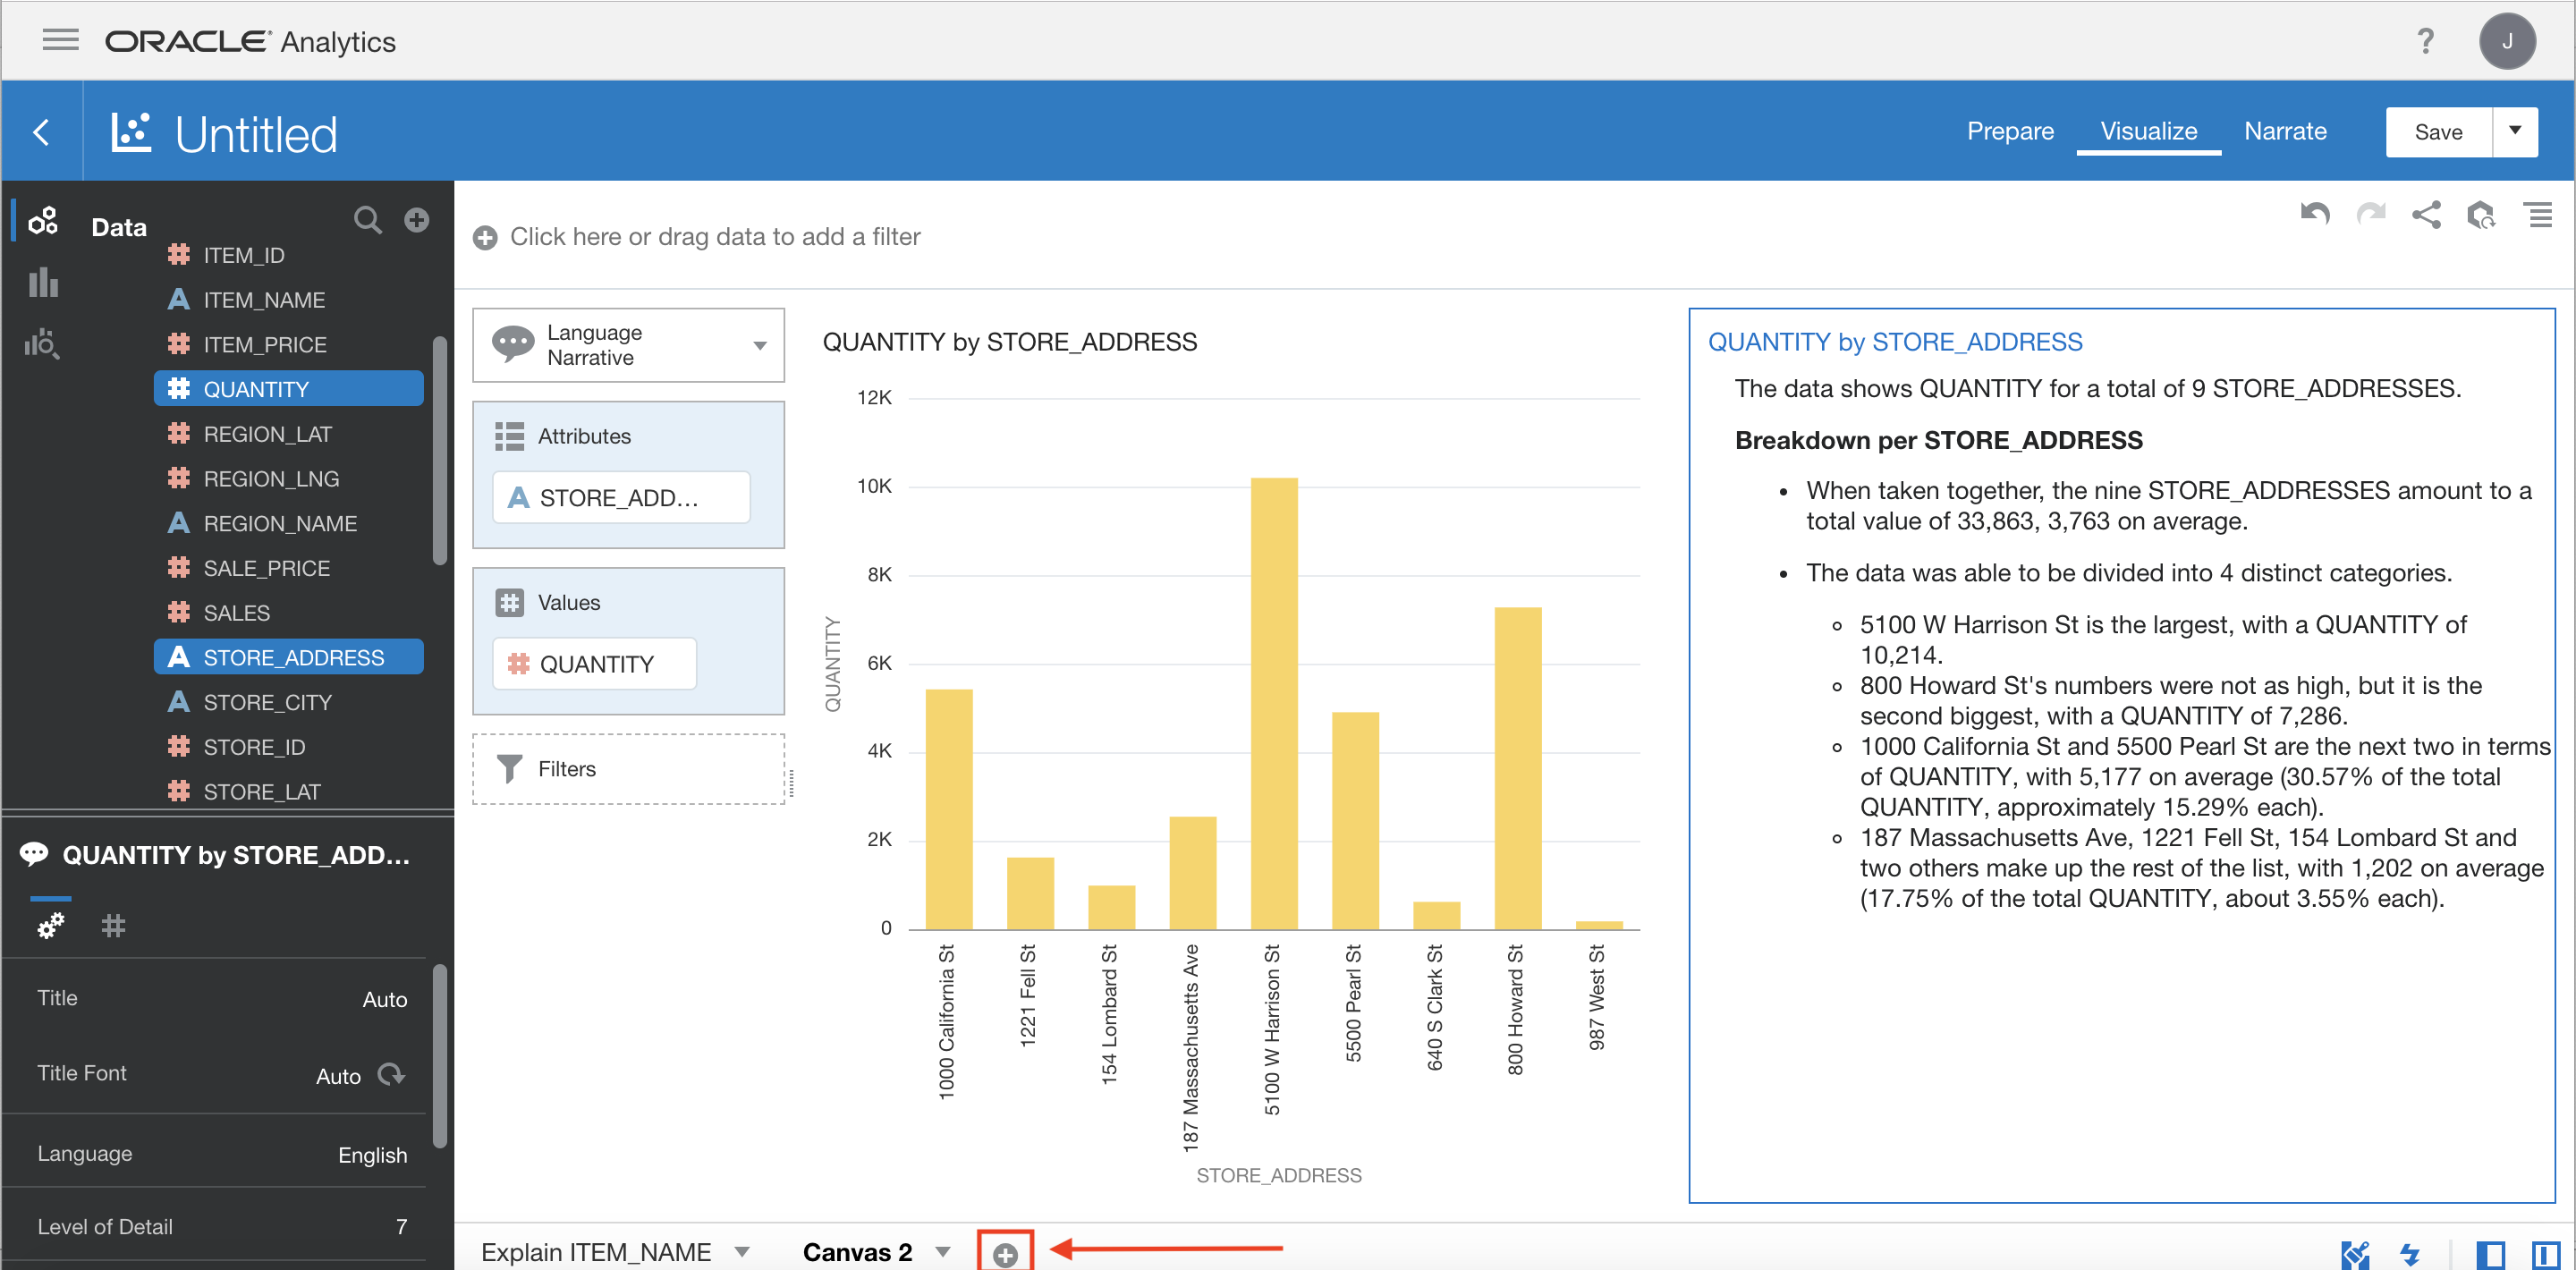 ORACLE Analytics
?
J
Untitled
Prepare
Visualize
Narrate
Save
Data
ITEM_ID
A ITEM_NAME
ITEM_PRICE
QUANTITY
REGION_LAT
REGION_LNG
A REGION_NAME
SALE_PRICE
SALES
A STORE_ADDRESS
A STORE_CITY
STORE_ID
STORE_LAT
QUANTITY by STORE_ADD...
Title Auto
Title Font Auto
Language English
Level of Detail 7
Click here or drag data to add a filter
Language
Narrative
Attributes
A STORE_ADD...
Values
# QUANTITY
Filters
QUANTITY by STORE_ADDRESS
12K
10K
8K
6K
4K
2K
0
QUANTITY
1000 California St
1221 Fell St
154 Lombard St
187 Massachusetts Ave
5100 W Harrison St
5500 Pearl St
640 S Clark St
800 Howard St
987 West St
STORE_ADDRESS
QUANTITY by STORE_ADDRESS
The data shows QUANTITY for a total of 9 STORE_ADDRESSES.
Breakdown per STORE_ADDRESS
• When taken together, the nine STORE_ADDRESSES amount to a
total value of 33,863, 3,763 on average.
• The data was able to be divided into 4 distinct categories.
5100 W Harrison St is the largest, with a QUANTITY of
10,214.
800 Howard St's numbers were not as high, but it is the
second biggest, with a QUANTITY of 7,286.
1000 California St and 5500 Pearl St are the next two in terms
of QUANTITY, with 5,177 on average (30.57% of the total
QUANTITY, approximately 15.29% each).
187 Massachusetts Ave, 1221 Fell St, 154 Lombard St and
two others make up the rest of the list, with 1,202 on average
(17.75% of the total QUANTITY, about 3.55% each).
Explain ITEM_NAME
Canvas 2